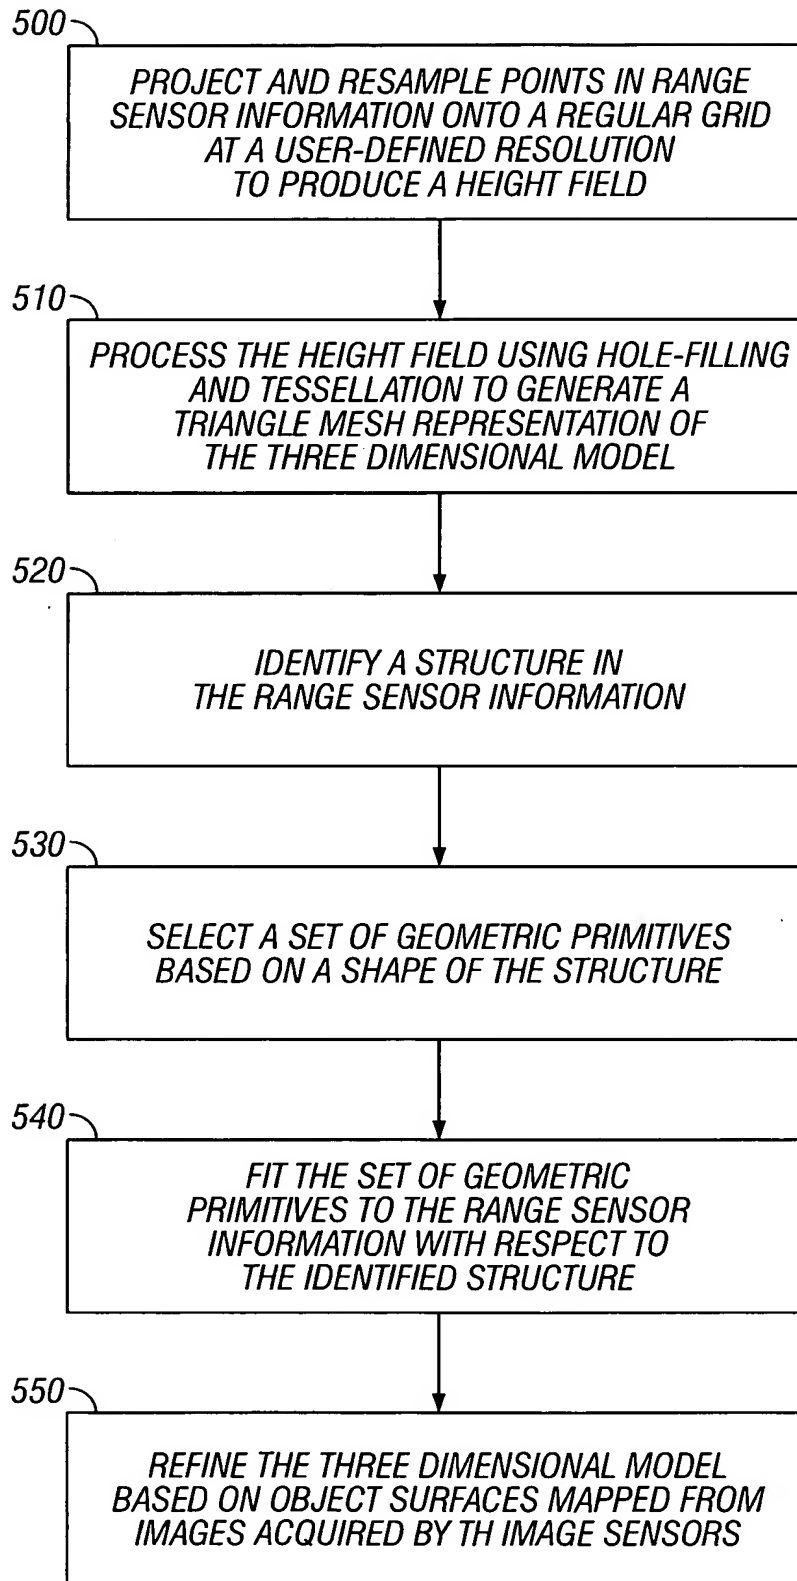 500
PROJECT AND RESAMPLE POINTS IN RANGE
SENSOR INFORMATION ONTO A REGULAR GRID
AT A USER-DEFINED RESOLUTION
TO PRODUCE A HEIGHT FIELD
510
PROCESS THE HEIGHT FIELD USING HOLE-FILLING
AND TESSELLATION TO GENERATE A
TRIANGLE MESH REPRESENTATION OF
THE THREE DIMENSIONAL MODEL
520
IDENTIFY A STRUCTURE IN
THE RANGE SENSOR INFORMATION
530
SELECT A SET OF GEOMETRIC PRIMITIVES
BASED ON A SHAPE OF THE STRUCTURE
540
FIT THE SET OF GEOMETRIC
PRIMITIVES TO THE RANGE SENSOR
INFORMATION WITH RESPECT TO
THE IDENTIFIED STRUCTURE
550
REFINE THE THREE DIMENSIONAL MODEL
BASED ON OBJECT SURFACES MAPPED FROM
IMAGES ACQUIRED BY TH IMAGE SENSORS